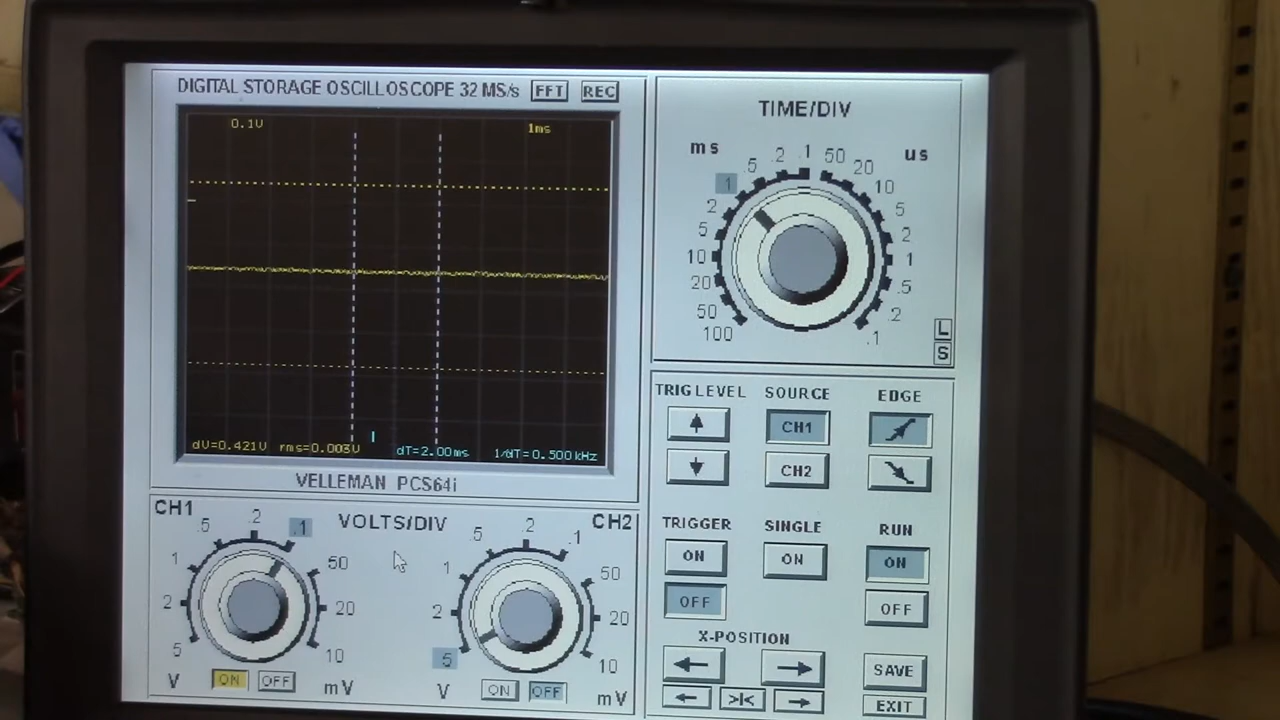 DIGITAL STORAGE OSCILLOSCOPE 32 MS/s FFT REC
0.1V 1ms
dV=0.421V rms=0.003V dT=2.00ms 1/dT=0.500kHz
VELLEMAN PCS64i
TIME/DIV
ms us
.5 .2 .1 50 20
1 10
2 5
5 2
10 1
20 .5
50 .2
100 .1
L
S
TRIG LEVEL SOURCE EDGE
CH1
CH2
TRIGGER SINGLE RUN
ON ON ON
OFF OFF
X-POSITION
>|<
SAVE
EXIT
CH1 VOLTS/DIV CH2
.5 .2 .1
1 50
2 20
5 10
V ON OFF mV
.5 .2 .1
1 50
2 20
5 10
V ON OFF mV